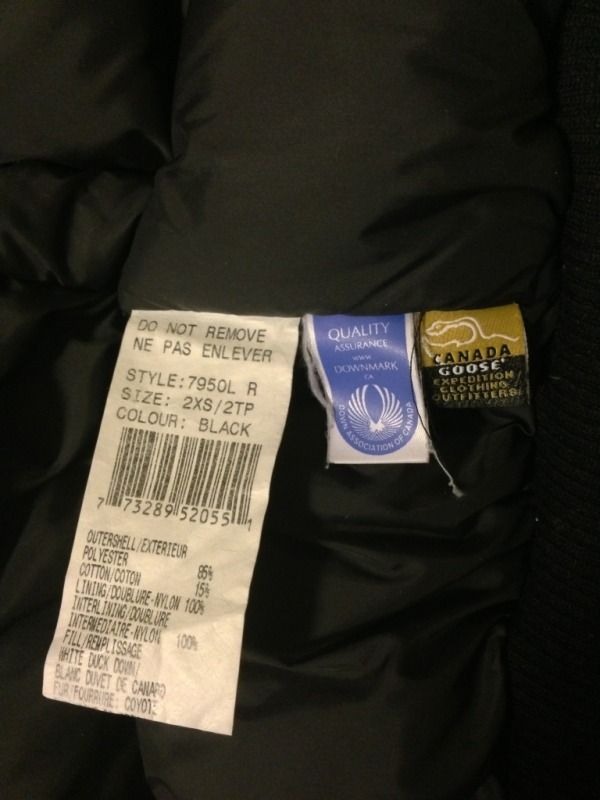 DO NOT REMOVE
NE PAS ENLEVER
STYLE: 7950L R
SIZE: 2XS/2TP
COLOUR: BLACK
7 73289 52055 1
OUTERSHELL/EXTERIEUR
POLYESTER 85%
COTTON/COTON 15%
LINING/DOUBLURE-NYLON 100%
INTERLINING/DOUBLURE
INTERMEDIAIRE-NYLON 100%
FILL/REMPLISSAGE
WHITE DUCK DOWN/
BLANC DUVET DE CANARD
FUR/FOURRURE: COYOTE
QUALITY
ASSURANCE
WWW
DOWNMARK
CA
DOWN ASSOCIATION OF CANADA
CANADA
GOOSE
EXPEDITION
CLOTHING
OUTFITTERS